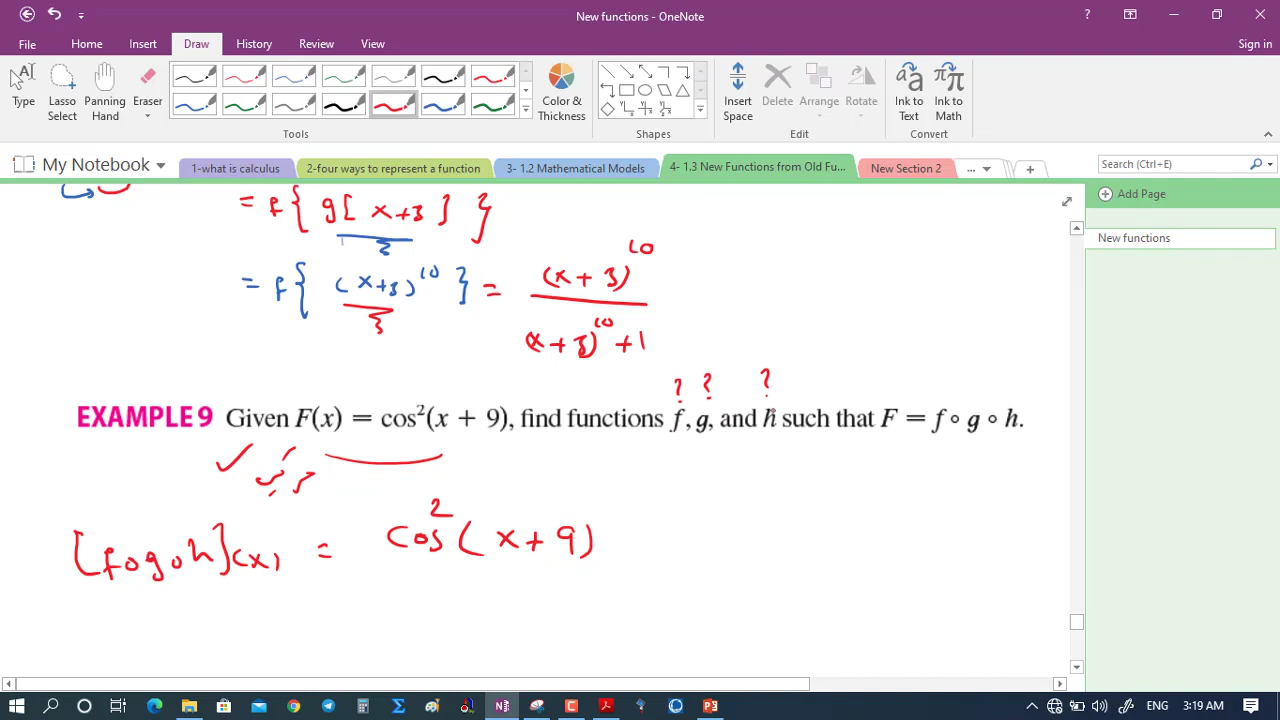 New functions - OneNote
Sign in
File Home Insert Draw History Review View
Type Lasso Select Panning Hand Eraser Color & Thickness Insert Space Delete Arrange Rotate Ink to Text Ink to Math
Tools Shapes Edit Convert
My Notebook 1-what is calculus 2-four ways to represent a function 3- 1.2 Mathematical Models 4- 1.3 New Functions from Old Fu... New Section 2 ... Search (Ctrl+E)
Add Page
New functions
= f{ g[ x+3 ] }
= f{ (x+3)^10 } = (x+3)^10 / (x+3)^10 + 1
? ? ?
EXAMPLE 9 Given F(x) = cos²(x + 9), find functions f, g, and h such that F = f ∘ g ∘ h.
[fogoh](x) = cos²(x+9)
ENG 3:19 AM